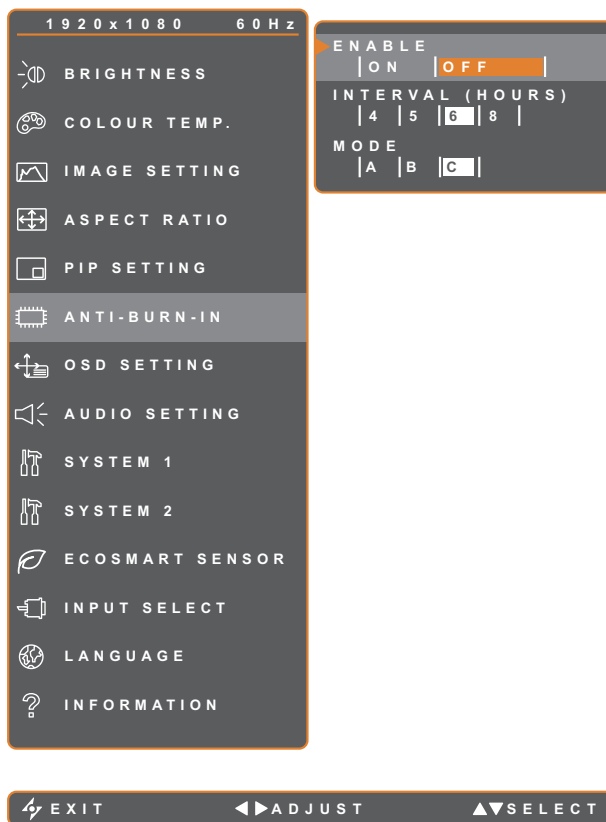 1920x1080 60Hz
BRIGHTNESS
COLOUR TEMP.
IMAGE SETTING
ASPECT RATIO
PIP SETTING
ANTI-BURN-IN
OSD SETTING
AUDIO SETTING
SYSTEM 1
SYSTEM 2
ECOSMART SENSOR
INPUT SELECT
LANGUAGE
INFORMATION
ENABLE
ON OFF
INTERVAL (HOURS)
4 5 6 8
MODE
A B C
EXIT ADJUST SELECT